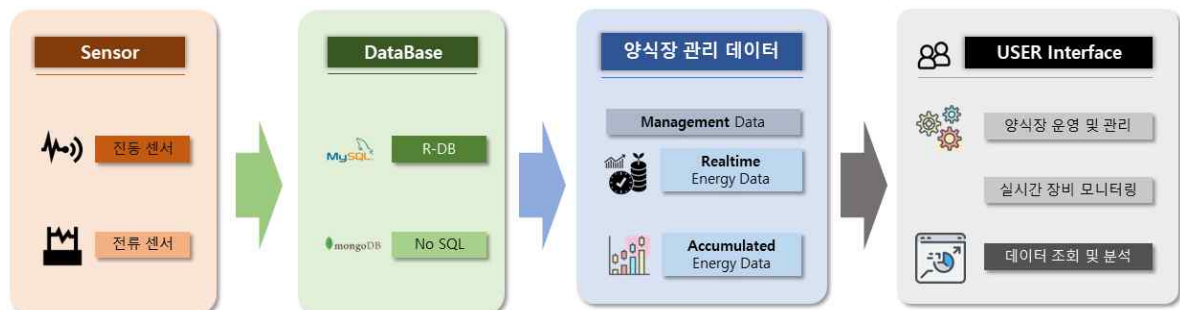 Sensor
진동 센서
전류 센서
DataBase
MySQL
R-DB
mongoDB
No SQL
양식장 관리 데이터
Management Data
Realtime
Energy Data
Accumulated
Energy Data
USER Interface
양식장 운영 및 관리
실시간 장비 모니터링
데이터 조회 및 분석